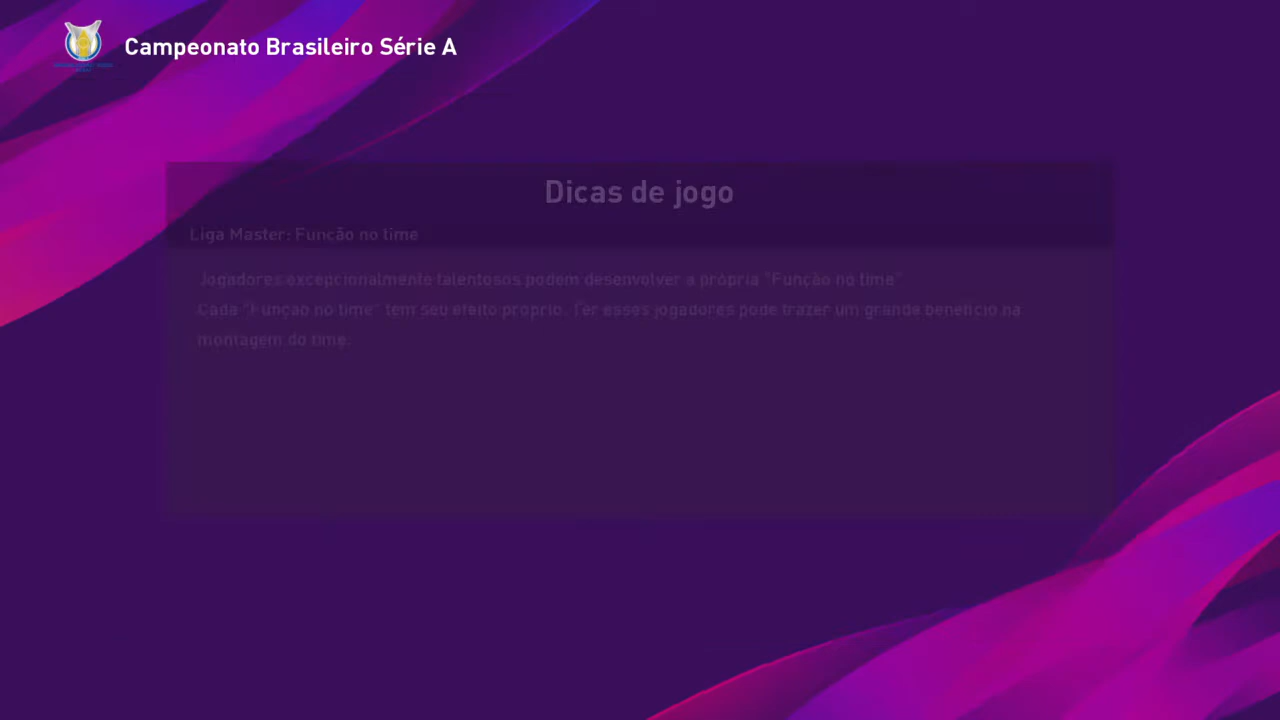 Campeonato Brasileiro Série A
Dicas de jogo
Liga Master: Função no time
Jogadores excepcionalmente talentosos podem desenvolver a própria "Função no time"
Cada "Função no time" tem seu efeito próprio. Ter esses jogadores pode trazer um grande benefício na
montagem do time.